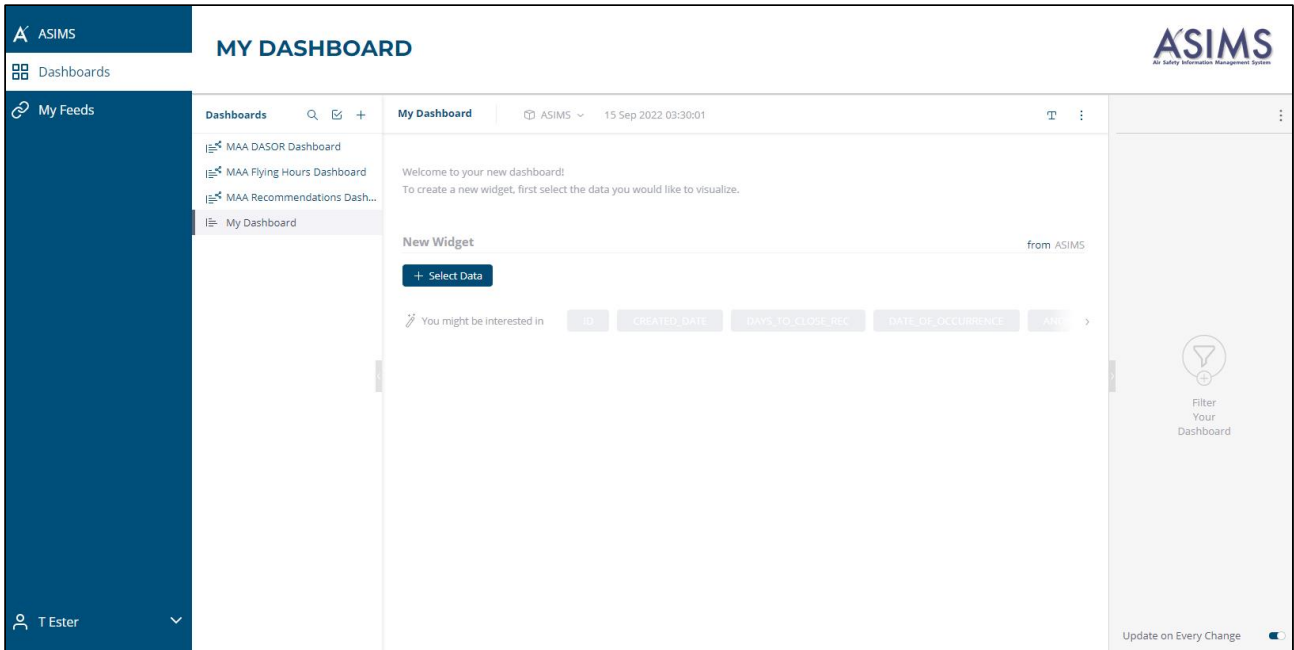 ASIMS
Dashboards
My Feeds
T Ester
MY DASHBOARD
ASIMS
Air Safety Information Management System
Dashboards
MAA DASOR Dashboard
MAA Flying Hours Dashboard
MAA Recommendations Dash...
My Dashboard
My Dashboard ASIMS 15 Sep 2022 03:30:01 T
Welcome to your new dashboard!
To create a new widget, first select the data you would like to visualize.
New Widget from ASIMS
+ Select Data
You might be interested in ID CREATED_DATE DAYS_TO_CLOSE_REC DATE_OF_OCCURRENCE
Filter
Your
Dashboard
Update on Every Change